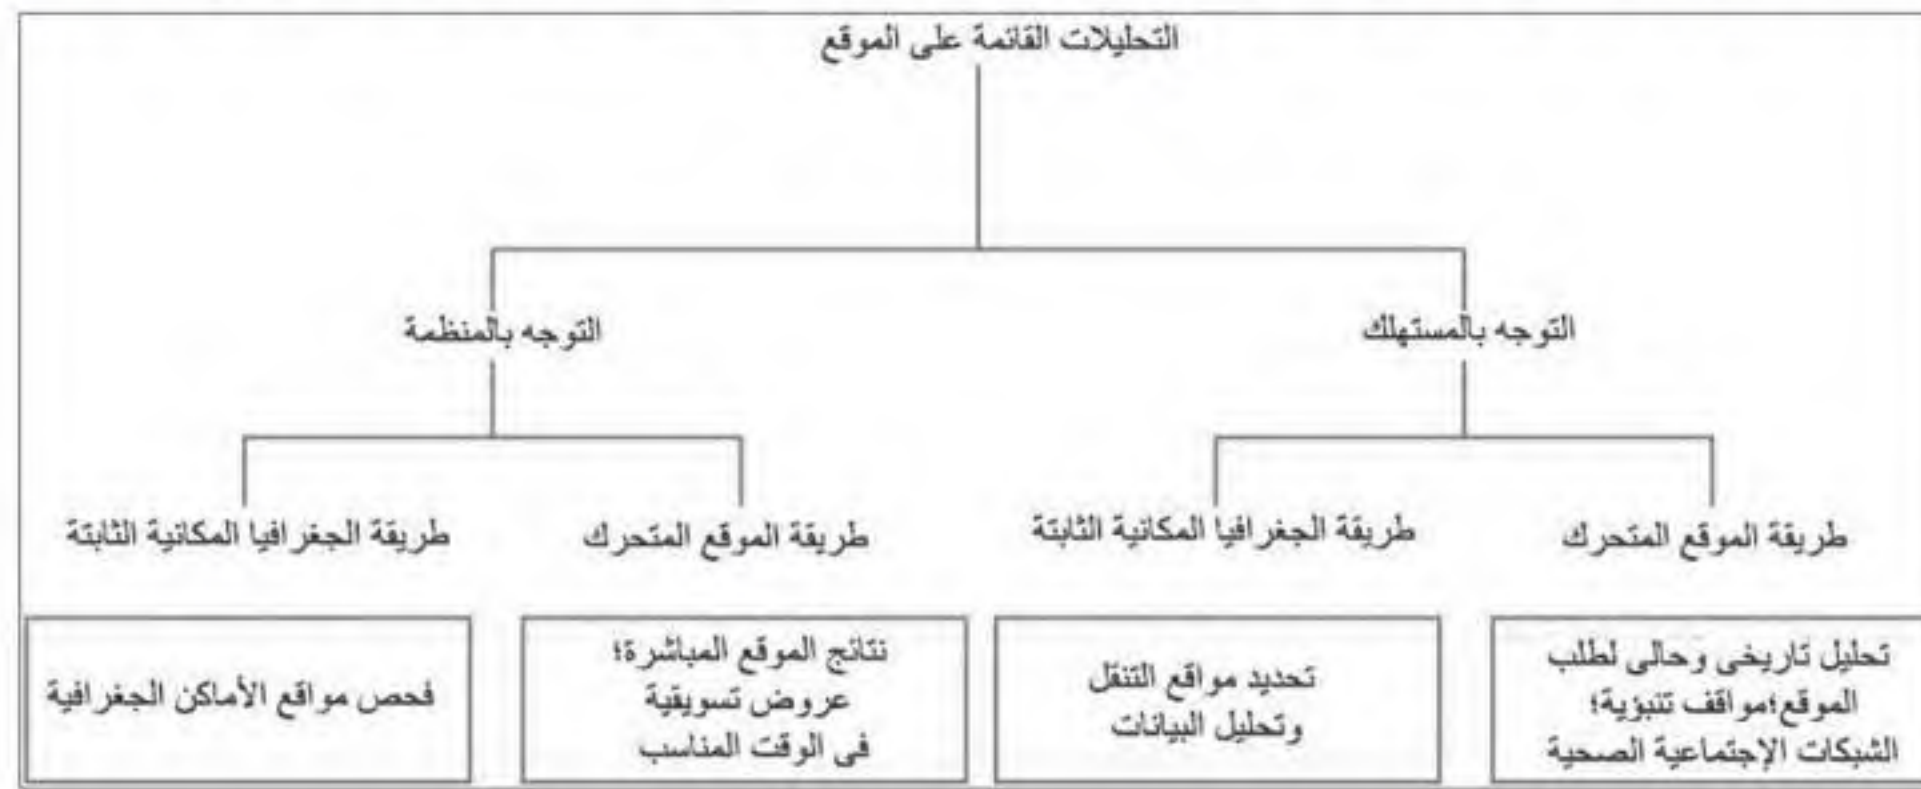 التحليلات القائمة على الموقع
التوجه بالمستهلك
التوجه بالمنظمة
طريقة الموقع المتحرك
طريقة الجغرافيا المكانية الثابتة
طريقة الموقع المتحرك
طريقة الجغرافيا المكانية الثابتة
تحليل تاريخى وحالى لطلب
الموقع؛مواقف تنبؤية؛
الشبكات الإجتماعية الصحية
تحديد مواقع التنقل
وتحليل البيانات
نتائج الموقع المباشرة؛
عروض تسويقية
فى الوقت المناسب
فحص مواقع الأماكن الجغرافية